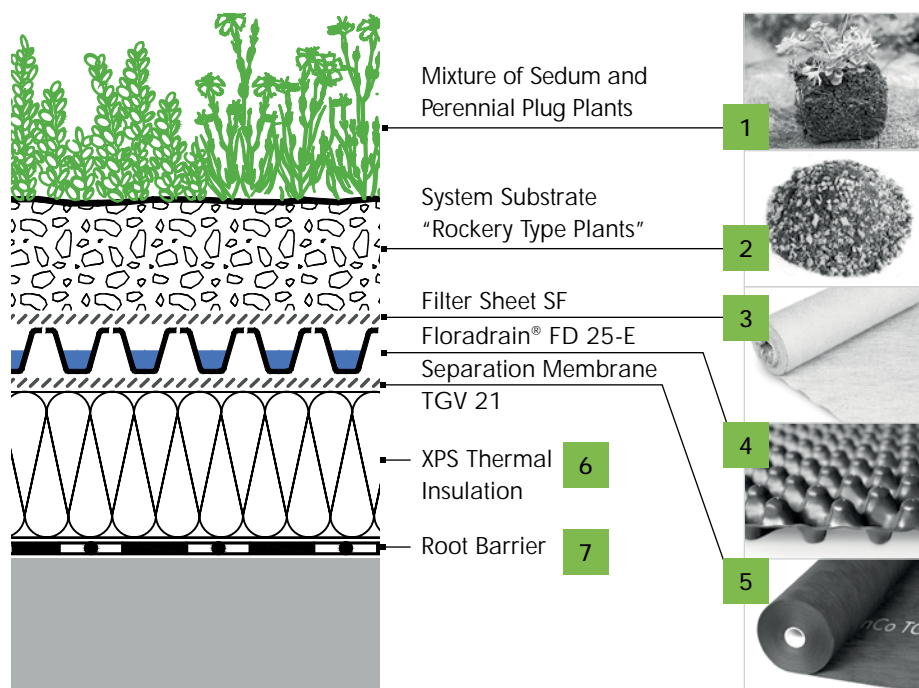 Mixture of Sedum and
Perennial Plug Plants
1
System Substrate
“Rockery Type Plants”
2
Filter Sheet SF
3
Floradrain® FD 25-E
4
Separation Membrane
TGV 21
5
XPS Thermal
Insulation
6
Root Barrier
7